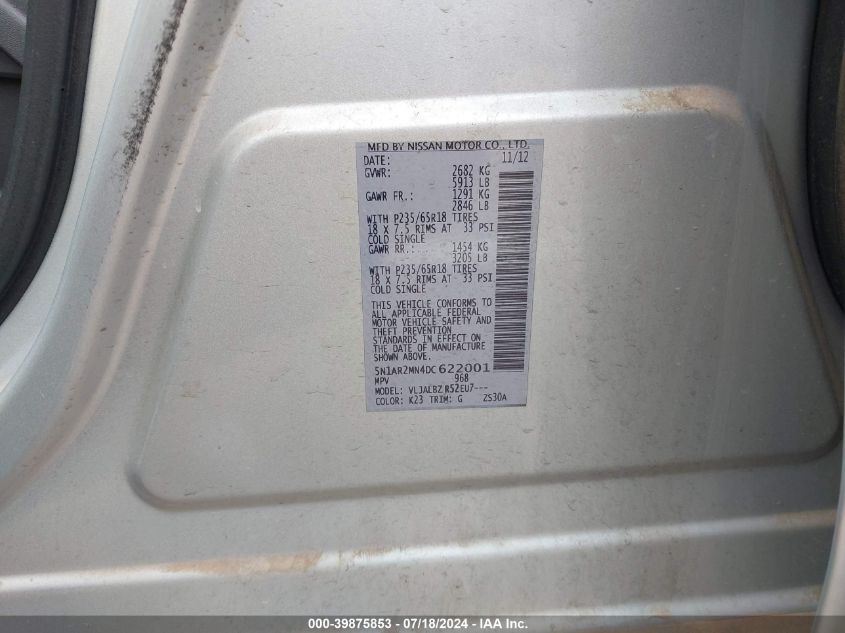 MFD BY NISSAN MOTOR CO., LTD.
DATE: 11/12
GVWR: 2682 KG
5913 LB
GAWR FR.: 1291 KG
2846 LB
WITH P235/65R18 TIRES
18 X 7.5 RIMS AT 33 PSI
COLD SINGLE
GAWR RR.: 1454 KG
3205 LB
WITH P235/65R18 TIRES
18 X 7.5 RIMS AT 33 PSI
COLD SINGLE
THIS VEHICLE CONFORMS TO
ALL APPLICABLE FEDERAL
MOTOR VEHICLE SAFETY AND
THEFT PREVENTION
STANDARDS IN EFFECT ON
THE DATE OF MANUFACTURE
SHOWN ABOVE.
5N1AR2MN4DC622001
MPV 968
MODEL: VLJALBZ R52EU7---
COLOR: K23 TRIM: G ZS30A
000-39875853 - 07/18/2024 - IAA Inc.